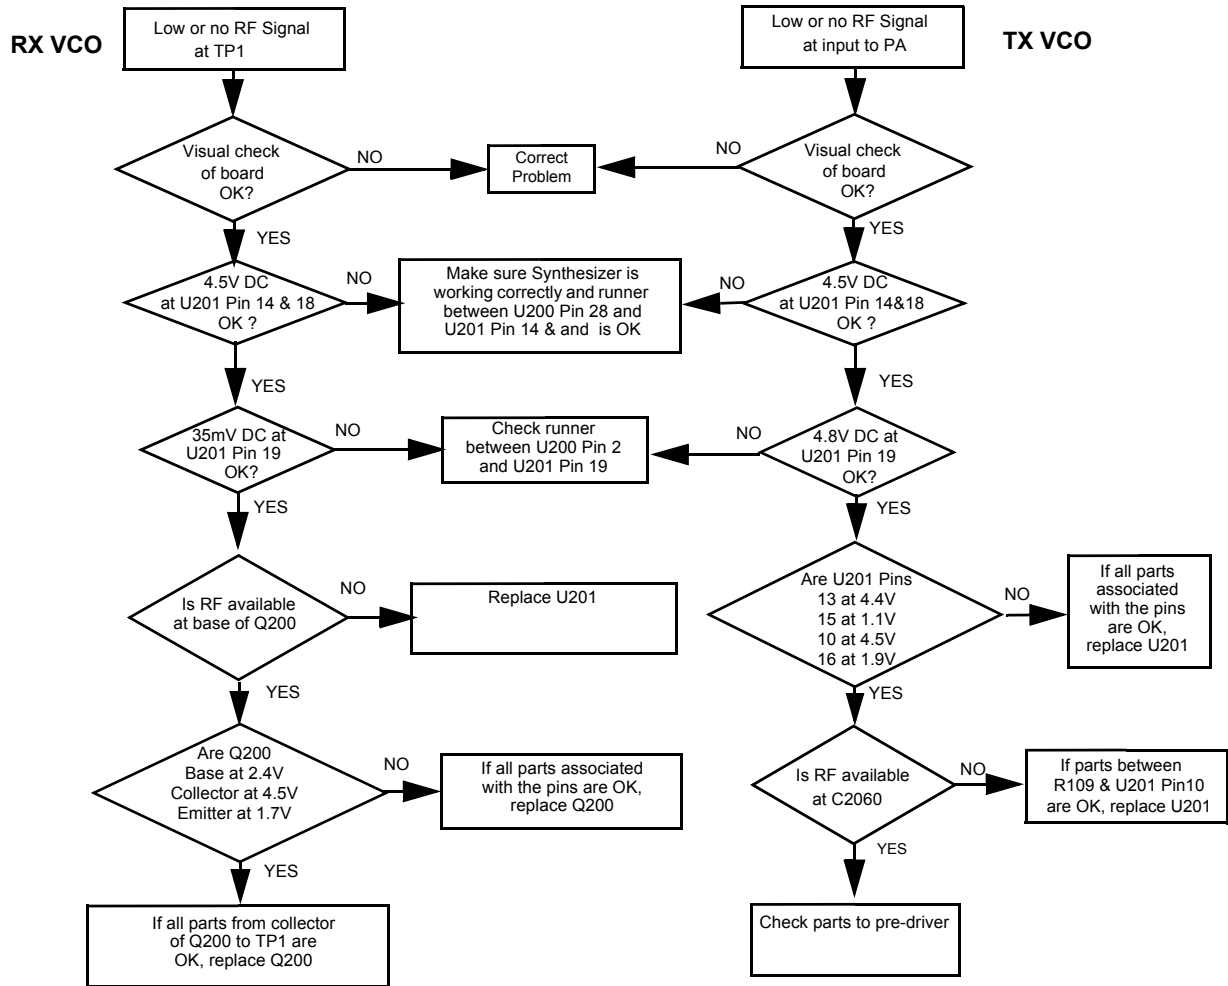 RX VCO
Low or no RF Signal
at TP1
Low or no RF Signal
at input to PA
TX VCO
Visual check
of board
OK?
NO
Correct
Problem
NO
Visual check
of board
OK?
YES
YES
4.5V DC
at U201 Pin 14 & 18
OK ?
NO
Make sure Synthesizer is
working correctly and runner
between U200 Pin 28 and
U201 Pin 14 & and is OK
NO
4.5V DC
at U201 Pin 14&18
OK ?
YES
YES
35mV DC at
U201 Pin 19
OK?
NO
Check runner
between U200 Pin 2
and U201 Pin 19
NO
4.8V DC at
U201 Pin 19
OK?
YES
YES
Is RF available
at base of Q200
NO
Replace U201
Are U201 Pins
13 at 4.4V
15 at 1.1V
10 at 4.5V
16 at 1.9V
NO
If all parts
associated
with the pins
are OK,
replace U201
YES
YES
Are Q200
Base at 2.4V
Collector at 4.5V
Emitter at 1.7V
NO
If all parts associated
with the pins are OK,
replace Q200
Is RF available
at C2060
NO
If parts between
R109 & U201 Pin10
are OK, replace U201
YES
YES
If all parts from collector
of Q200 to TP1 are
OK, replace Q200
Check parts to pre-driver